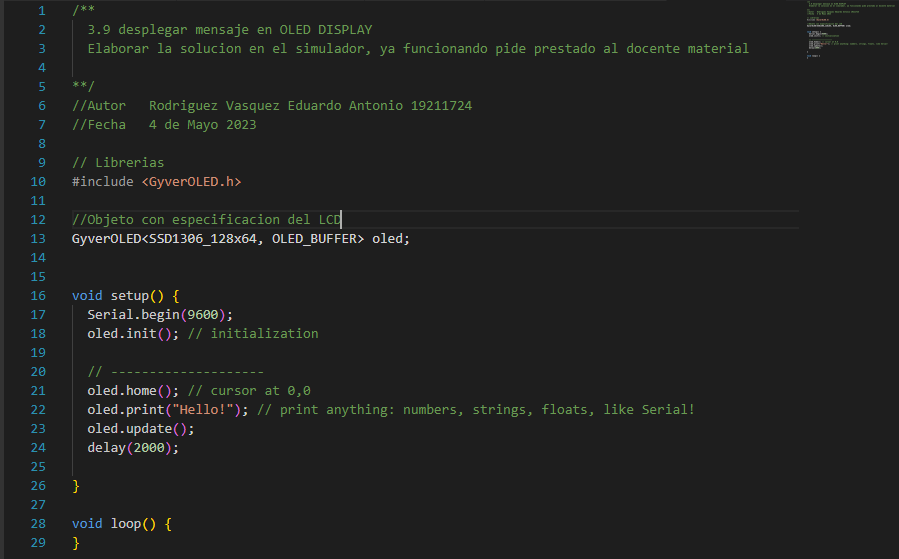 1 /**
2 3.9 desplegar mensaje en OLED DISPLAY
3 Elaborar la solucion en el simulador, ya funcionando pide prestado al docente material
4
5 **/
6 //Autor   Rodriguez Vasquez Eduardo Antonio 19211724
7 //Fecha   4 de Mayo 2023
8
9 // Librerias
10 #include <GyverOLED.h>
11
12 //Objeto con especificacion del LCD
13 GyverOLED<SSD1306_128x64, OLED_BUFFER> oled;
14
15
16 void setup() {
17   Serial.begin(9600);
18   oled.init(); // initialization
19
20   // --------------------
21   oled.home(); // cursor at 0,0
22   oled.print("Hello!"); // print anything: numbers, strings, floats, like Serial!
23   oled.update();
24   delay(2000);
25
26 }
27
28 void loop() {
29 }